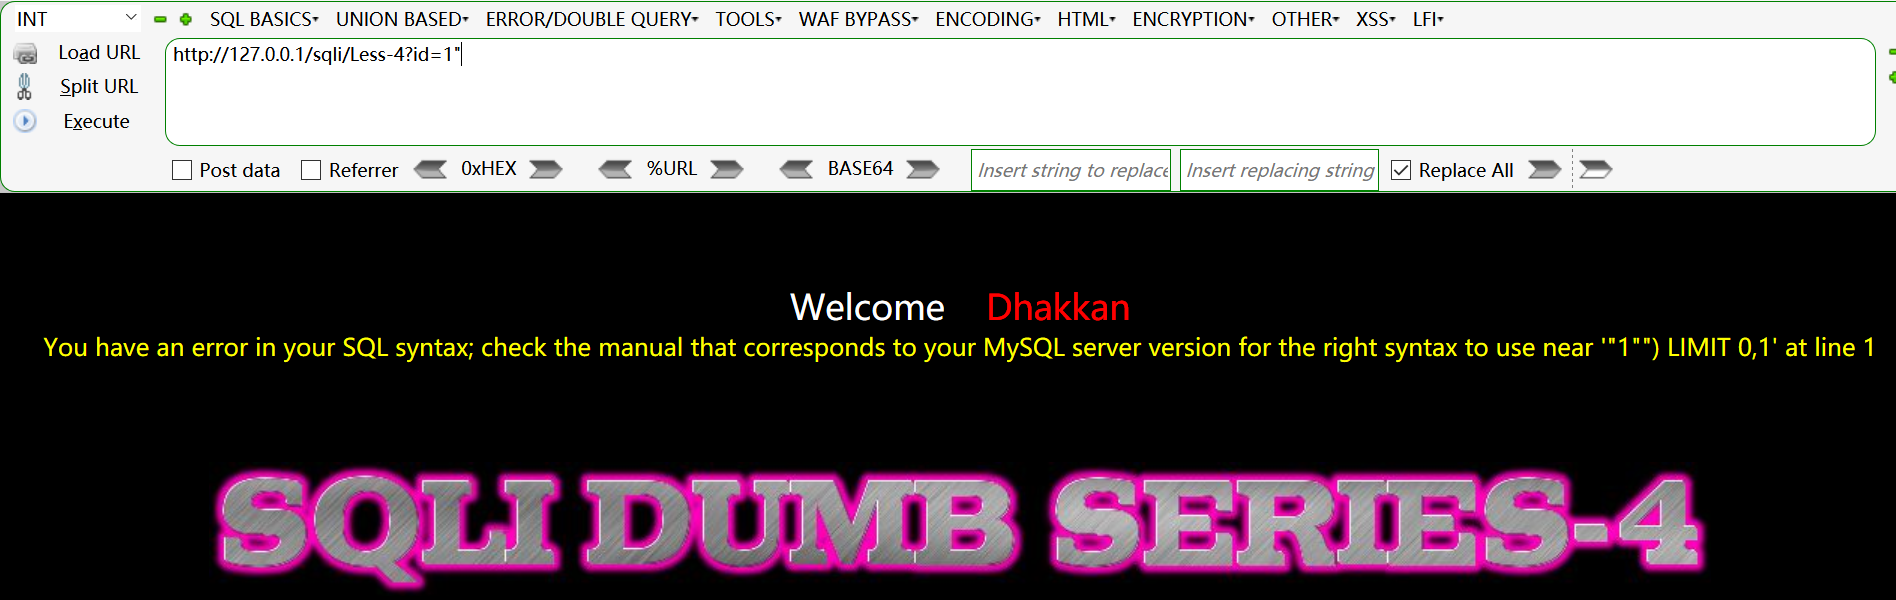 INT SQL BASICS UNION BASED ERROR/DOUBLE QUERY TOOLS WAF BYPASS ENCODING HTML ENCRYPTION OTHER XSS LFI
Load URL http://127.0.0.1/sqli/Less-4?id=1"
Split URL
Execute
Post data Referrer 0xHEX %URL BASE64 Insert string to replace Insert replacing string Replace All
Welcome Dhakkan
You have an error in your SQL syntax; check the manual that corresponds to your MySQL server version for the right syntax to use near '"1"") LIMIT 0,1' at line 1
SQLI DUMB SERIES-4